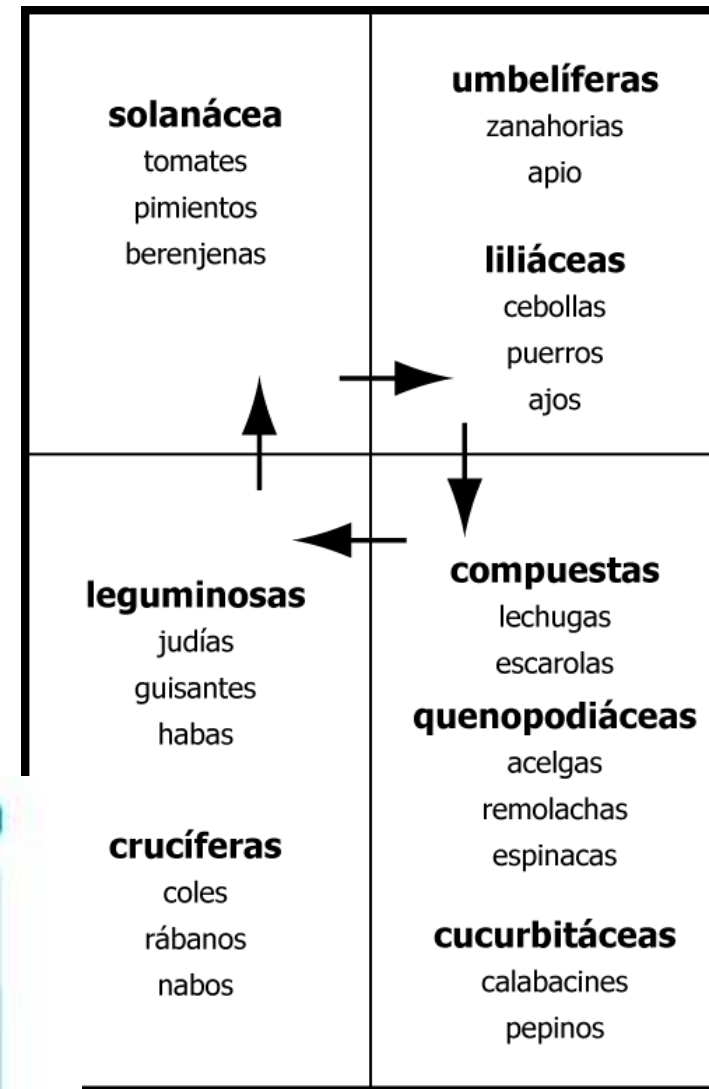 solanácea
tomates
pimientos
berenjenas
umbelíferas
zanahorias
apio
liliáceas
cebollas
puerros
ajos
leguminosas
judías
guisantes
habas
crucíferas
coles
rábanos
nabos
compuestas
lechugas
escarolas
quenopodiáceas
acelgas
remolachas
espinacas
cucurbitáceas
calabacines
pepinos